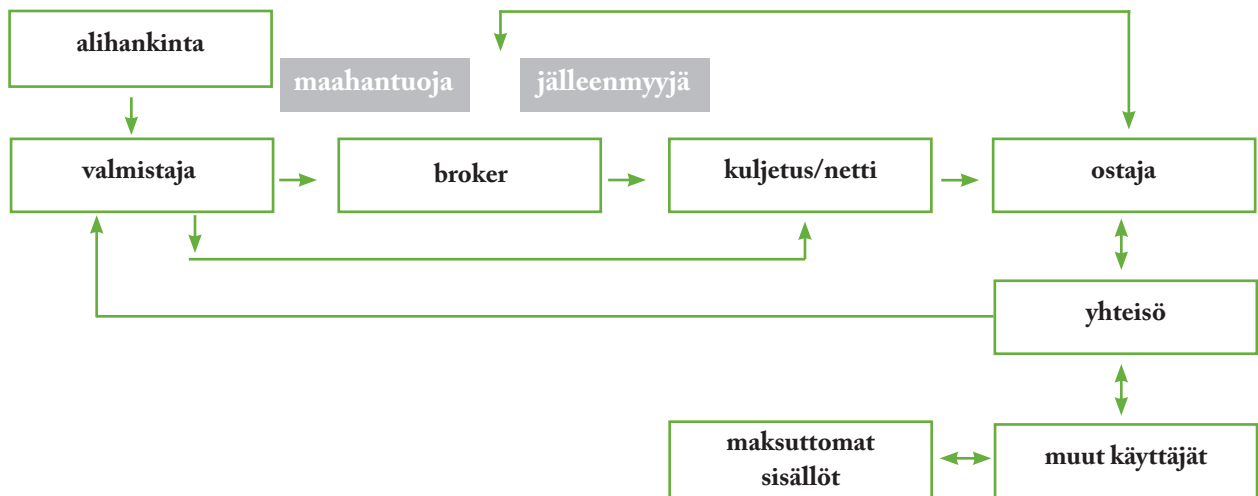 alihankinta
maahantuoja
jälleenmyyjä
valmistaja
broker
kuljetus/netti
ostaja
yhteisö
maksuttomat
sisällöt
muut käyttäjät